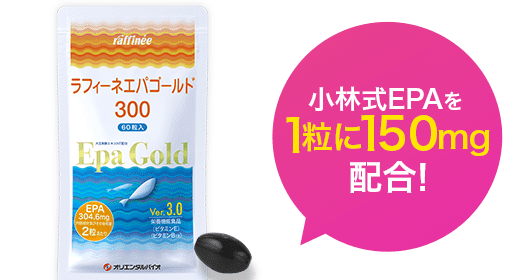 raffinée
ラフィーネエパゴールド®
300
60粒入
Epa Gold
EPA
304.6mg
2粒あたり
Ver.3.0
栄養機能食品
(ビタミンE)
オリエンタルバイオ
小林式EPAを
1粒に150mg
配合!